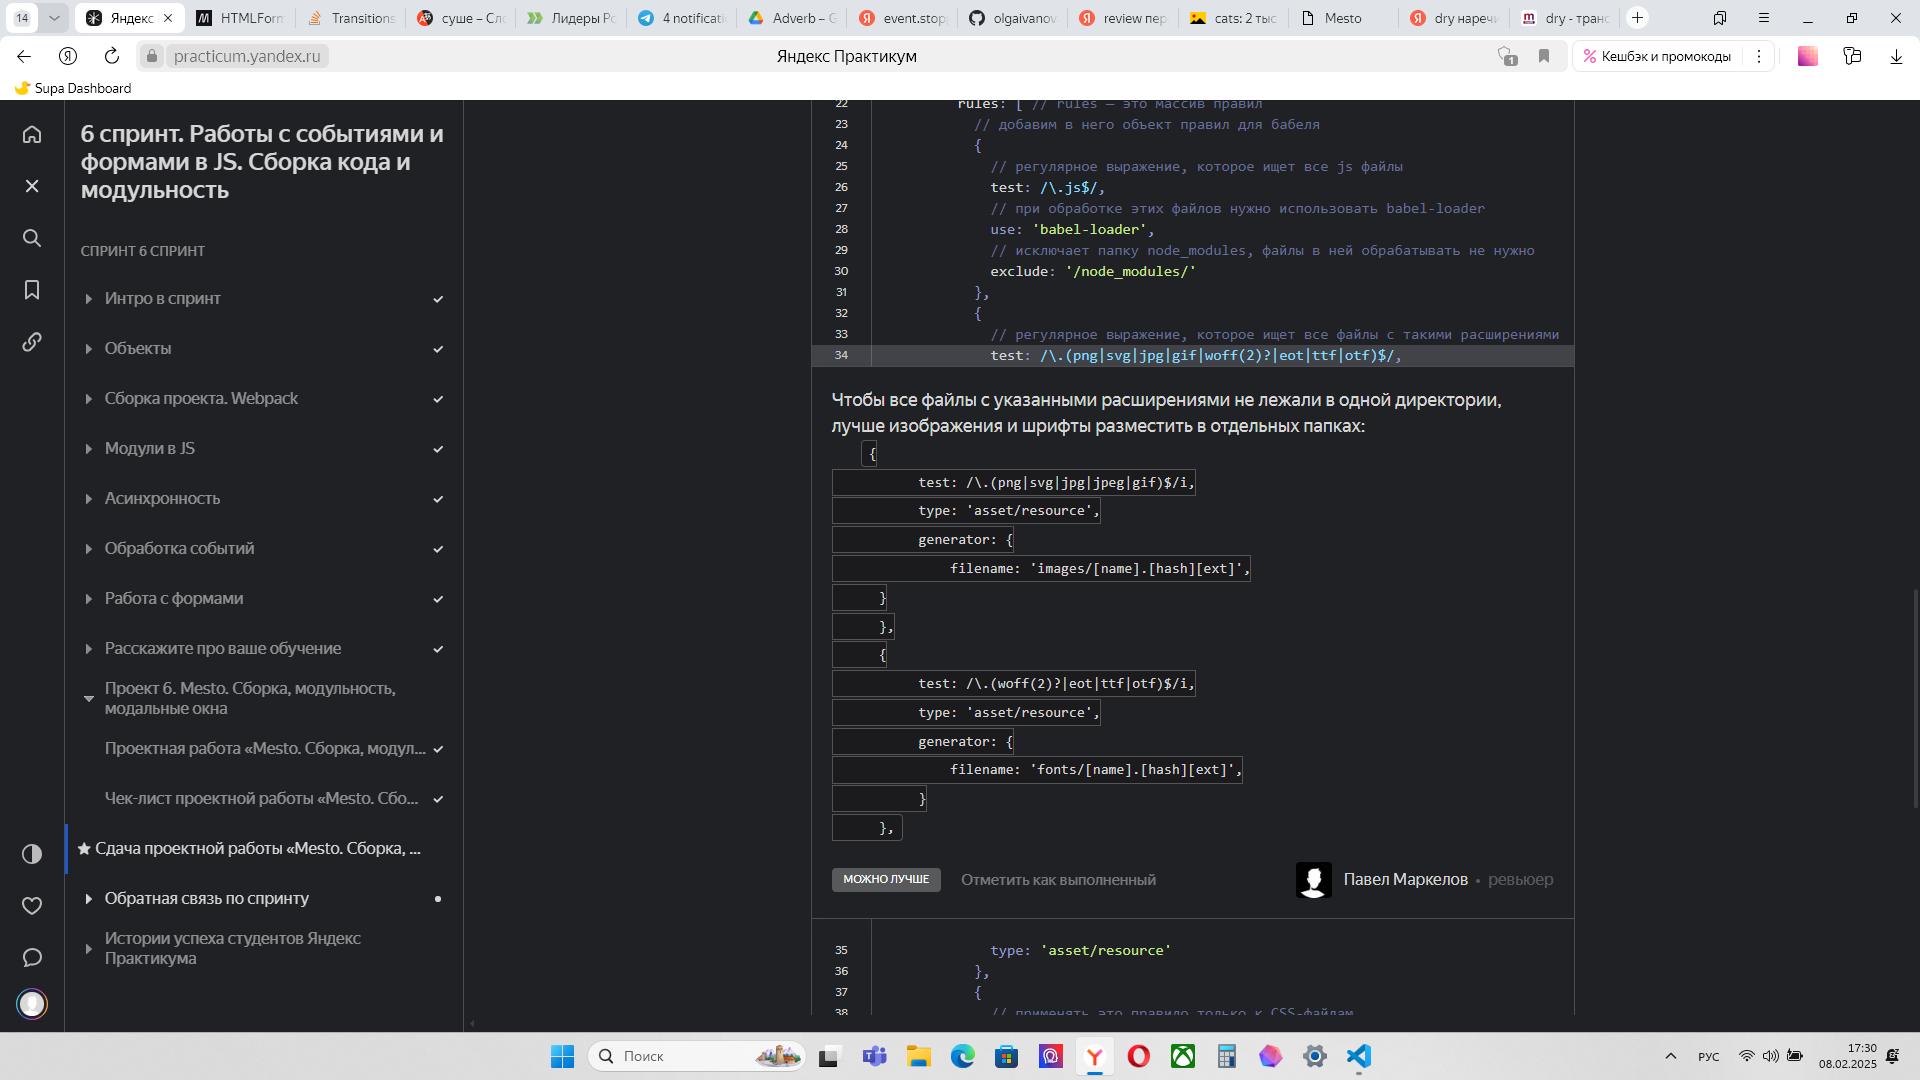 14
Яндекс
HTMLForm
Transitions
суше – Сло
Лидеры Ро
4 notificati
Adverb – G
event.stop
olgaivanov
review пер
cats: 2 тыс
Mesto
dry наречи
dry - транс
practicum.yandex.ru
Яндекс Практикум
1
Кешбэк и промокоды
Supa Dashboard
6 спринт. Работы с событиями и
формами в JS. Сборка кода и
модульность
СПРИНТ 6 СПРИНТ
Интро в спринт
Объекты
Сборка проекта. Webpack
Модули в JS
Асинхронность
Обработка событий
Работа с формами
Расскажите про ваше обучение
Проект 6. Mesto. Сборка, модульность,
модальные окна
Проектная работа «Mesto. Сборка, модул...
Чек-лист проектной работы «Mesto. Сбо...
Сдача проектной работы «Mesto. Сборка, ...
Обратная связь по спринту
Истории успеха студентов Яндекс
Практикума
22 rules: [ // rules — это массив правил
23 // добавим в него объект правил для бабеля
24 {
25 // регулярное выражение, которое ищет все js файлы
26 test: /\.js$/,
27 // при обработке этих файлов нужно использовать babel-loader
28 use: 'babel-loader',
29 // исключает папку node_modules, файлы в ней обрабатывать не нужно
30 exclude: '/node_modules/'
31 },
32 {
33 // регулярное выражение, которое ищет все файлы с такими расширениями
34 test: /\.(png|svg|jpg|gif|woff(2)?|eot|ttf|otf)$/,
Чтобы все файлы с указанными расширениями не лежали в одной директории,
лучше изображения и шрифты разместить в отдельных папках:
{
test: /\.(png|svg|jpg|jpeg|gif)$/i,
type: 'asset/resource',
generator: {
filename: 'images/[name].[hash][ext]',
}
},
{
test: /\.(woff(2)?|eot|ttf|otf)$/i,
type: 'asset/resource',
generator: {
filename: 'fonts/[name].[hash][ext]',
}
},
МОЖНО ЛУЧШЕ
Отметить как выполненный
Павел Маркелов • ревьюер
35 type: 'asset/resource'
36 },
37 {
38 // применять это правило только к CSS-файлам
Поиск
РУС
17:30
08.02.2025